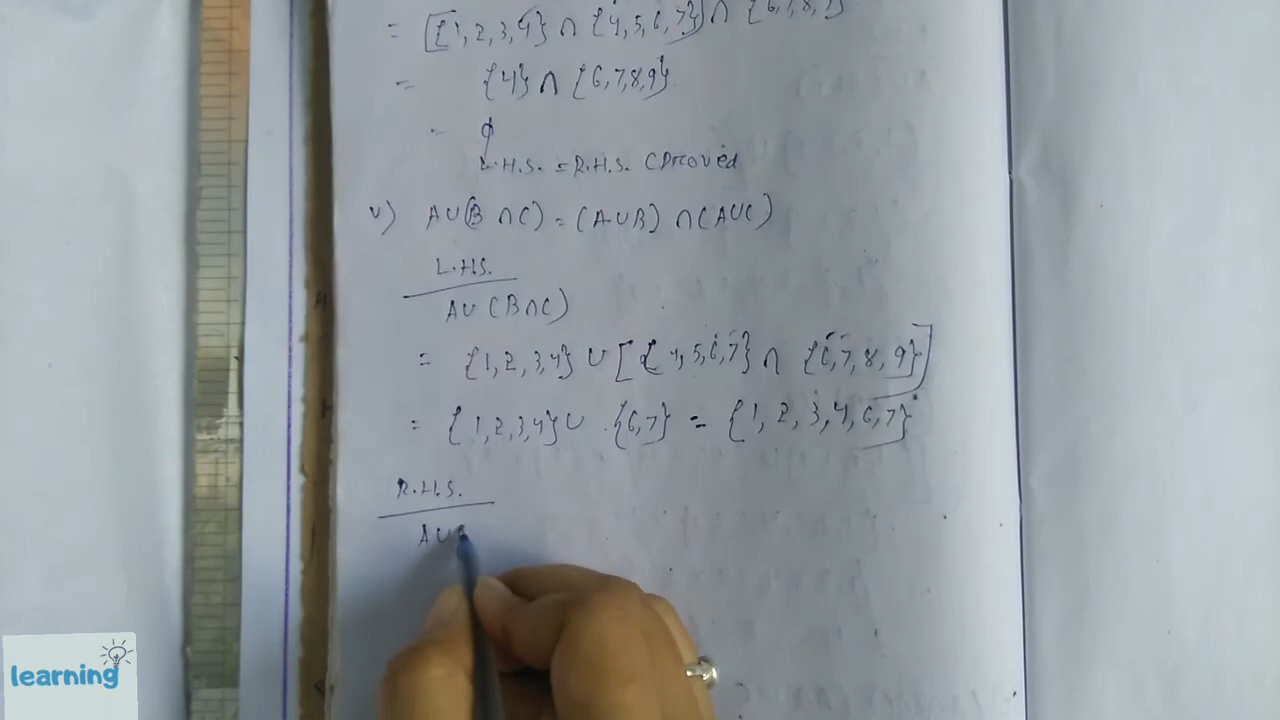 = [{1,2,3,4} ∩ {4,5,6,7}] ∩ {6,7,8,9}
= {4} ∩ {6,7,8,9}
- ϕ
L.H.S. = R.H.S. (Proved
v) A∪(B ∩C) = (A∪B) ∩(A∪C)
L.H.S.
A∪ (B∩C)
= {1,2,3,4} ∪ [{4,5,6,7} ∩ {6,7,8,9}]
= {1,2,3,4}∪ {6,7} = {1,2,3,4,6,7}
R.H.S.
A∪
learning